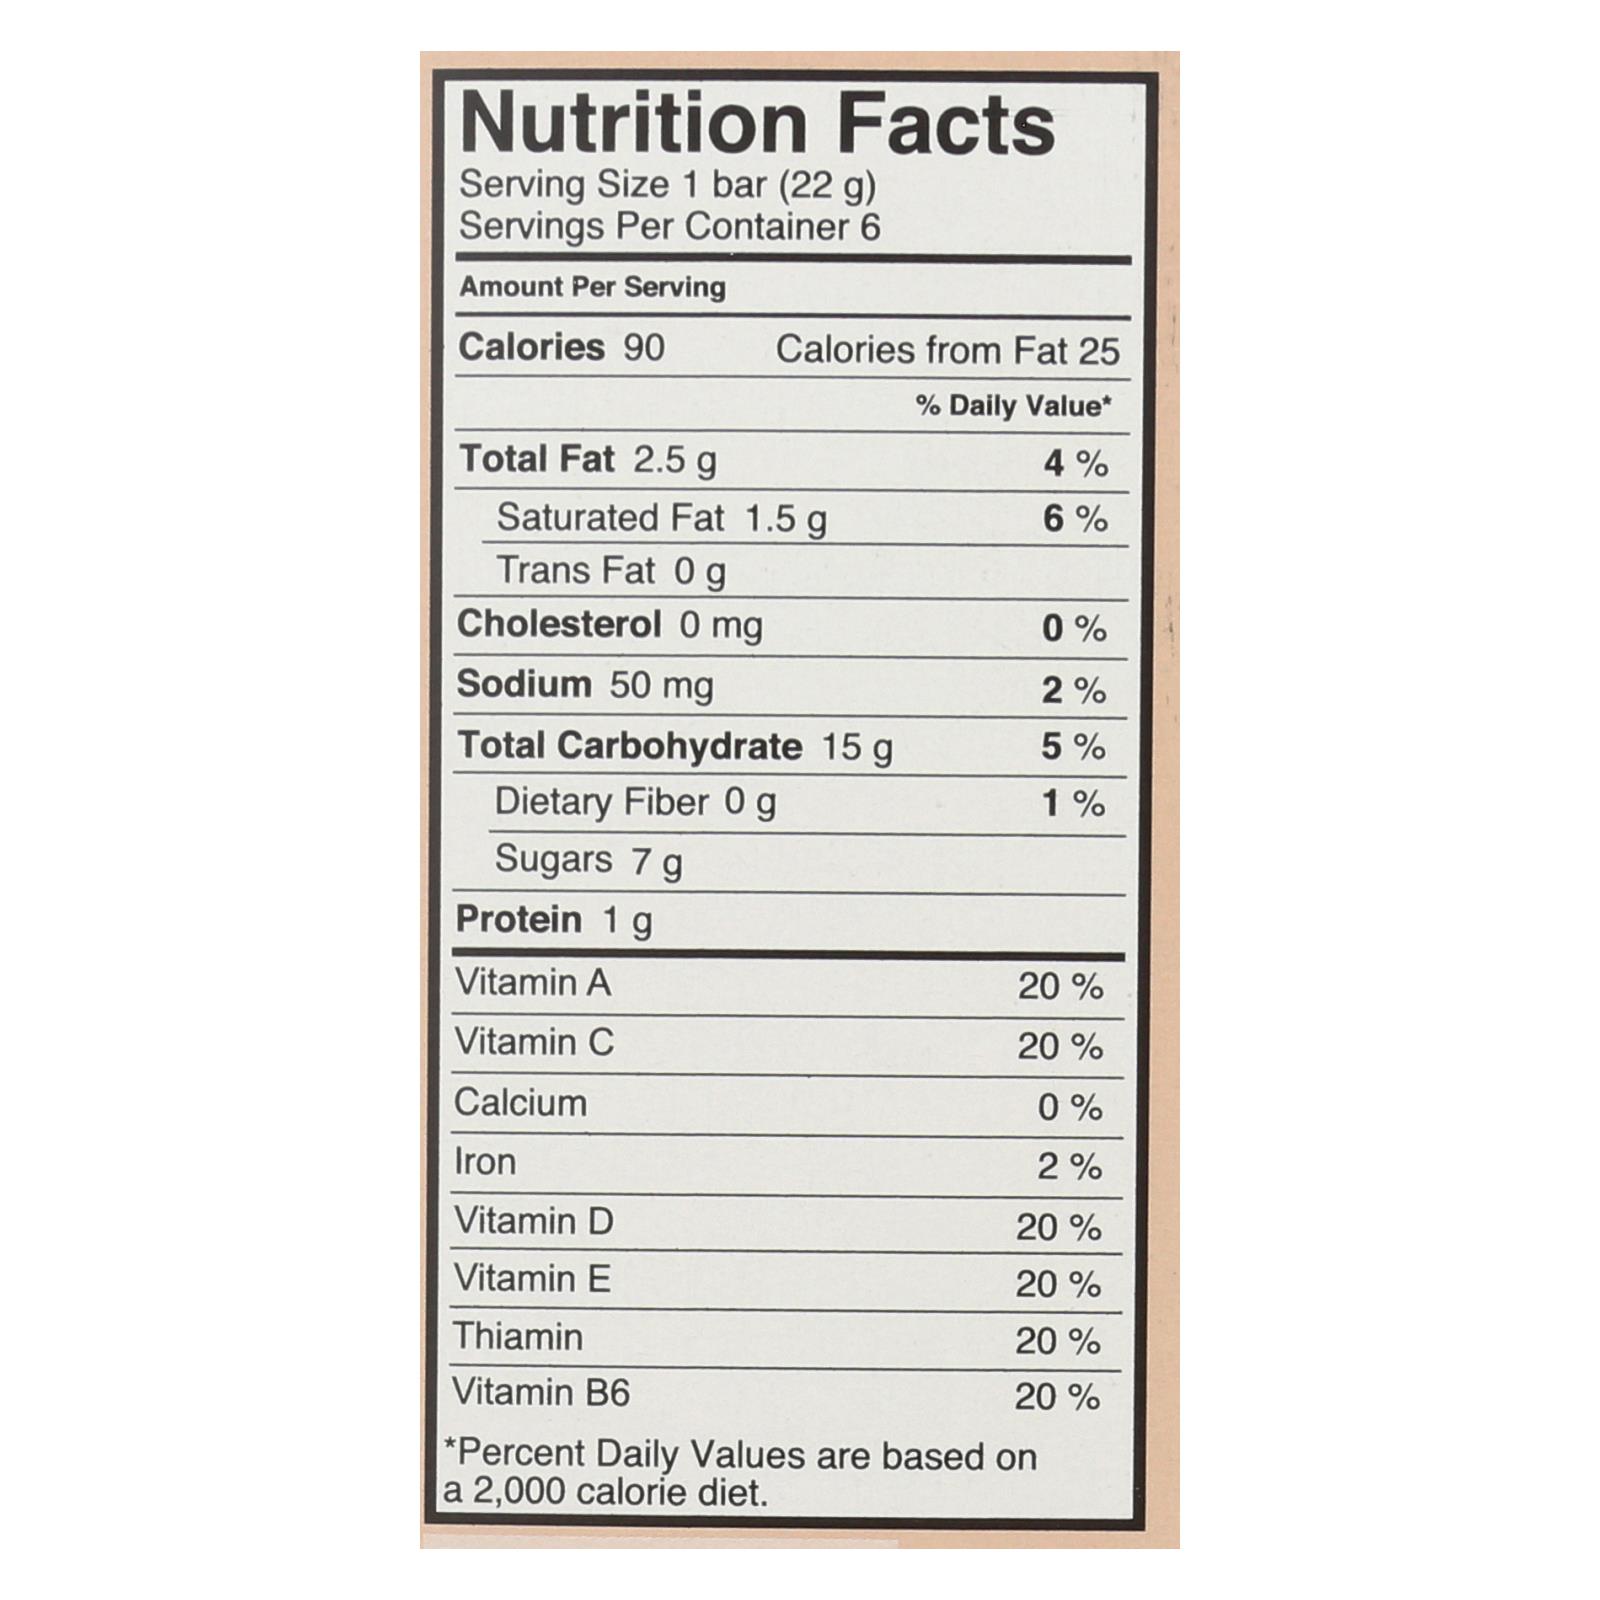 Nutrition Facts
Serving Size 1 bar (22 g)
Servings Per Container 6
Amount Per Serving
Calories 90 Calories from Fat 25
% Daily Value*
Total Fat 2.5 g 4 %
Saturated Fat 1.5 g 6 %
Trans Fat 0 g
Cholesterol 0 mg 0 %
Sodium 50 mg 2 %
Total Carbohydrate 15 g 5 %
Dietary Fiber 0 g 1 %
Sugars 7 g
Protein 1 g
Vitamin A 20 %
Vitamin C 20 %
Calcium 0 %
Iron 2 %
Vitamin D 20 %
Vitamin E 20 %
Thiamin 20 %
Vitamin B6 20 %
*Percent Daily Values are based on
a 2,000 calorie diet.